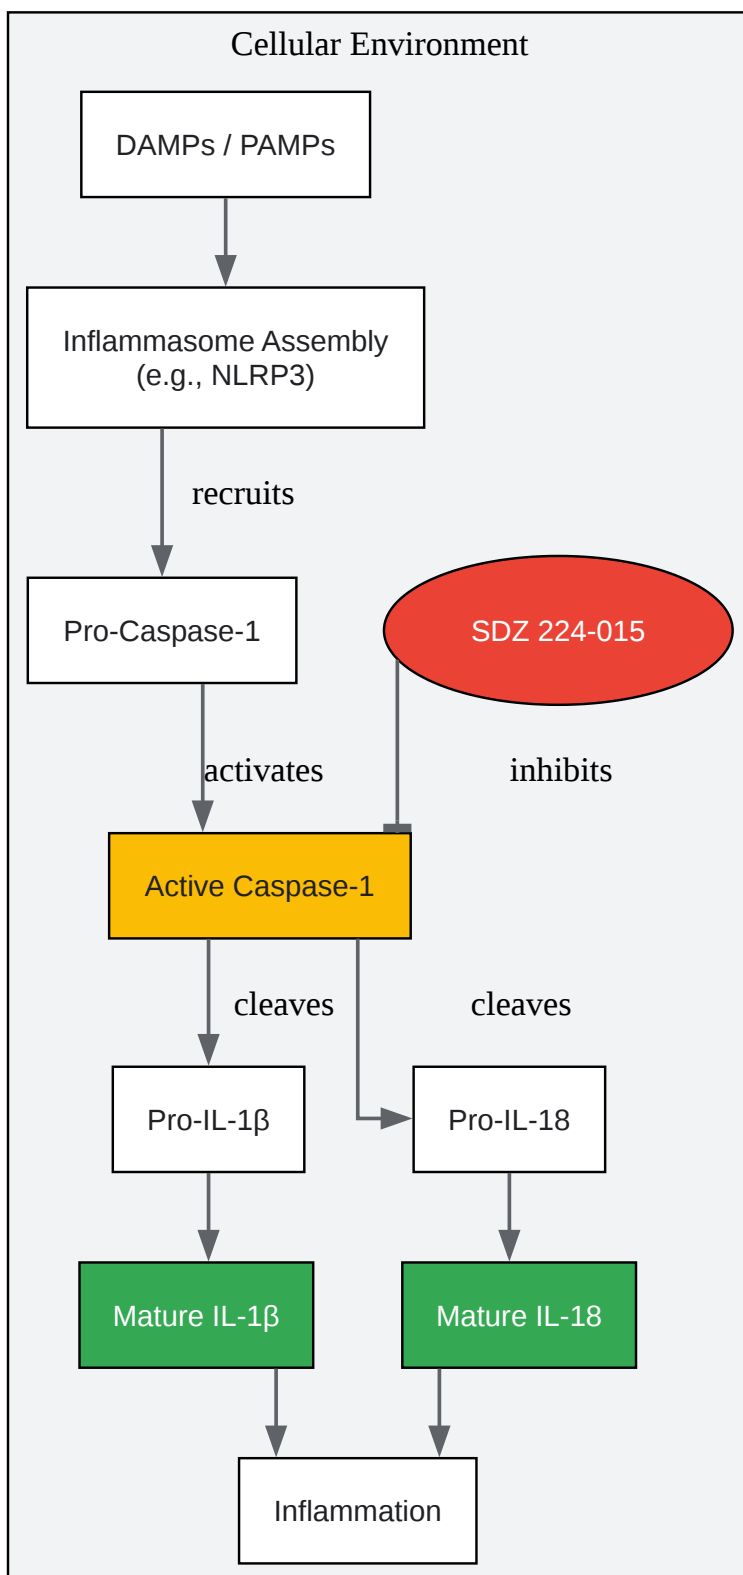 Cellular Environment
DAMPs / PAMPs
Inflammasome Assembly
(e.g., NLRP3)
recruits
Pro-Caspase-1
SDZ 224-015
activates
inhibits
Active Caspase-1
cleaves
cleaves
Pro-IL-1β
Pro-IL-18
Mature IL-1β
Mature IL-18
Inflammation